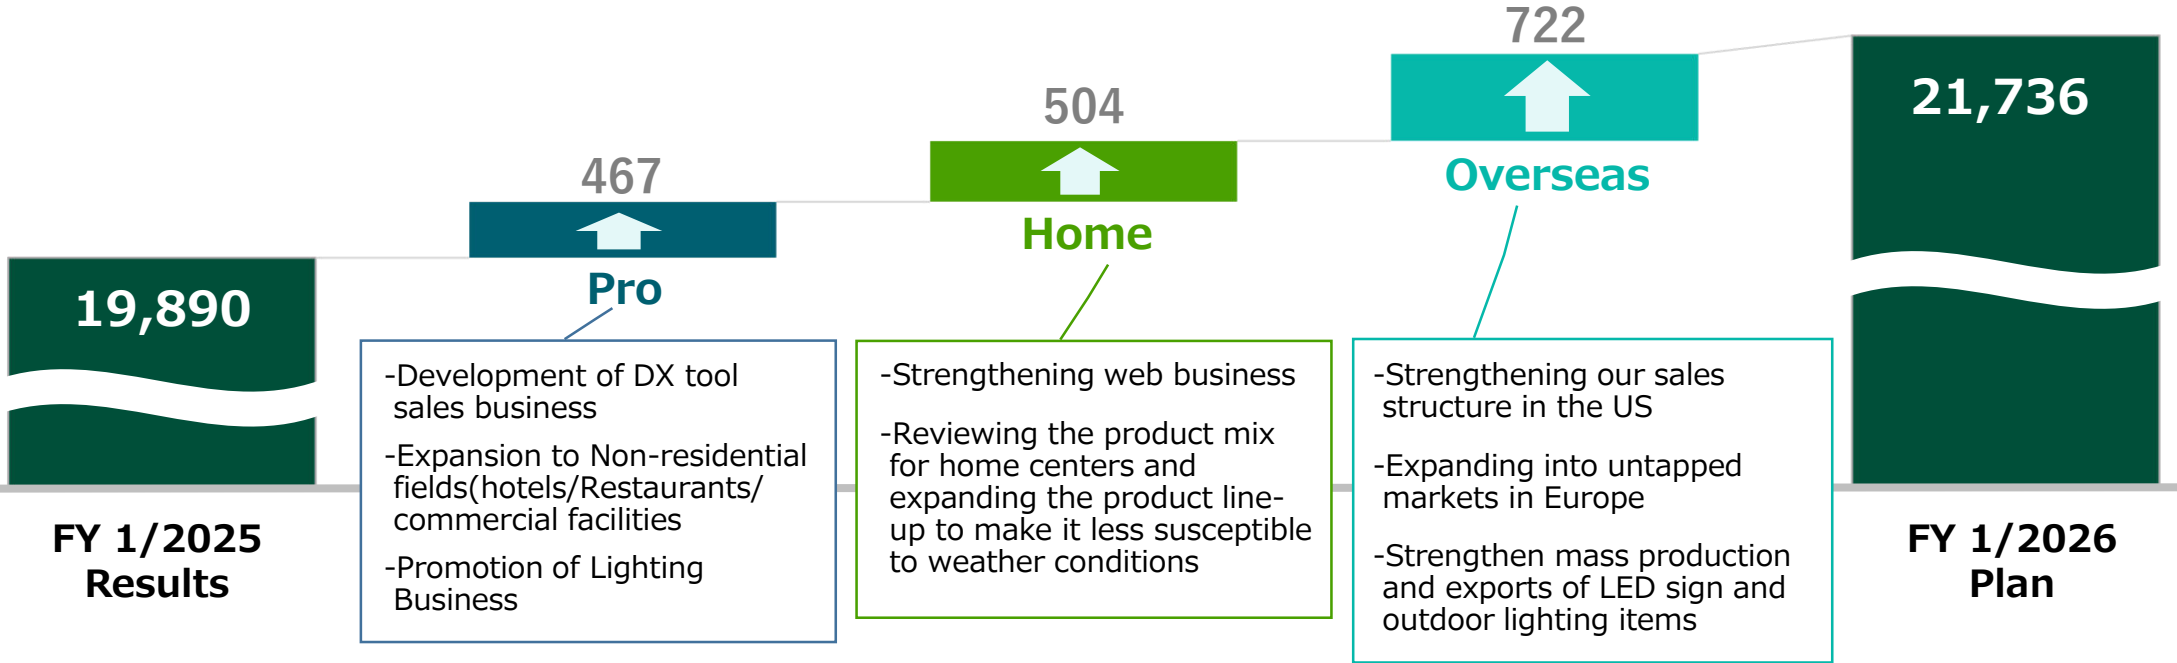 722
504
467
21,736
Overseas
Home
Pro
19,890
-Development of DX tool
sales business
-Expansion to Non-residential
fields(hotels/Restaurants/
commercial facilities
-Promotion of Lighting
Business
-Strengthening web business
-Reviewing the product mix
for home centers and
expanding the product line-
up to make it less susceptible
to weather conditions
-Strengthening our sales
structure in the US
-Expanding into untapped
markets in Europe
-Strengthen mass production
and exports of LED sign and
outdoor lighting items
FY 1/2025
Results
FY 1/2026
Plan